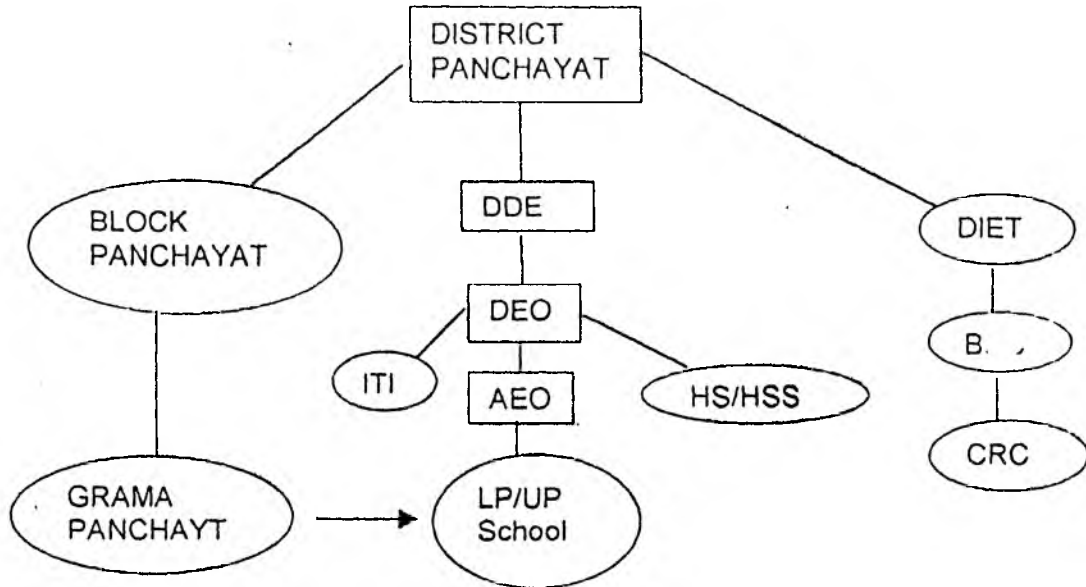 DISTRICT
PANCHAYAT
BLOCK
PANCHAYAT
DDE
DIET
DEO
ITI
AEO
HS/HSS
CRC
GRAMA
PANCHAYT
LP/UP
School